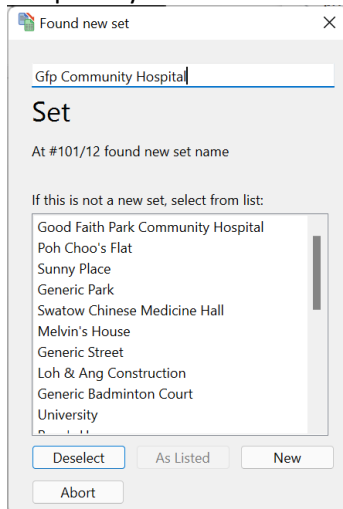 Found new set
Gfp Community Hospital
Set
At #101/12 found new set name
If this is not a new set, select from list:
Good Faith Park Community Hospital
Poh Choo's Flat
Sunny Place
Generic Park
Swatow Chinese Medicine Hall
Melvin's House
Generic Street
Loh & Ang Construction
Generic Badminton Court
University
Deselect
As Listed
New
Abort